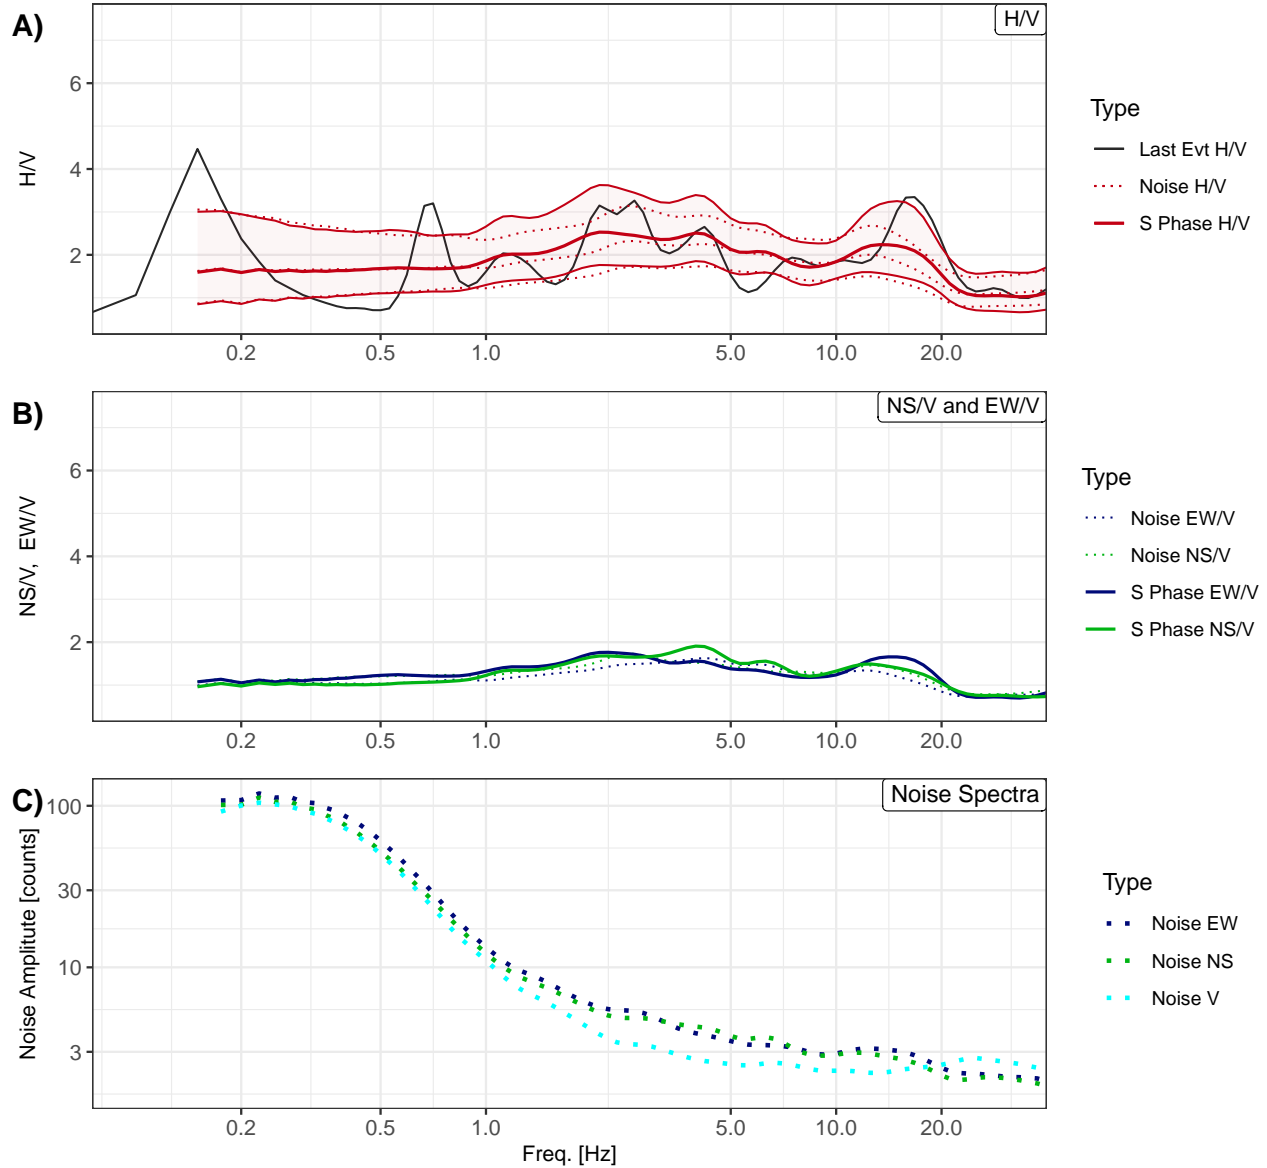 A)
H/V
6
4
2
H/V
0.2 0.5 1.0 5.0 10.0 20.0
Type
Last Evt H/V
Noise H/V
S Phase H/V
B)
NS/V and EW/V
6
4
2
NS/V,  EW/V
0.2 0.5 1.0 5.0 10.0 20.0
Type
Noise EW/V
Noise NS/V
S Phase EW/V
S Phase NS/V
C)
Noise Spectra
100
30
10
3
Noise Amplitute [counts]
0.2 0.5 1.0 5.0 10.0 20.0
Freq. [Hz]
Type
Noise EW
Noise NS
Noise V